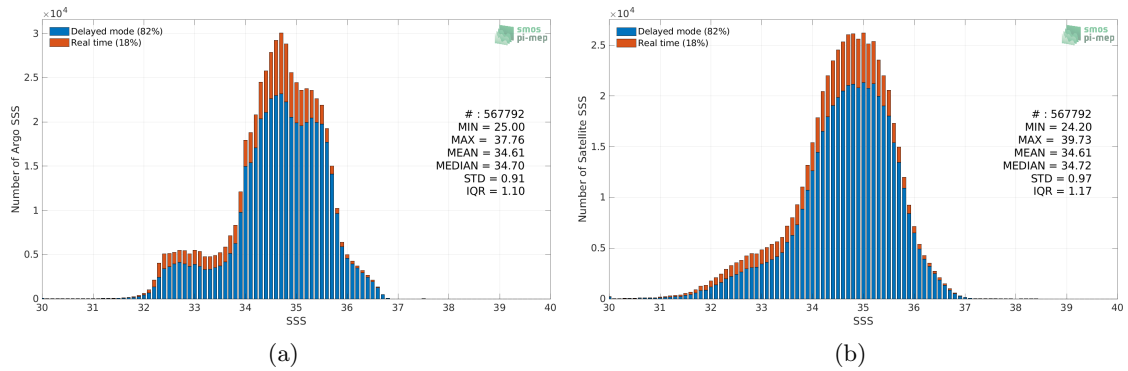 ×10⁴
Delayed mode (82%)
Real time (18%)
smos
pi-mep
3
2.5
2
1.5
1
0.5
0
Number of Argo SSS
# : 567792
MIN = 25.00
MAX = 37.76
MEAN = 34.61
MEDIAN = 34.70
STD = 0.91
IQR = 1.10
30 31 32 33 34 35 36 37 38 39 40
SSS
(a)
×10⁴
Delayed mode (82%)
Real time (18%)
smos
pi-mep
2.5
2
1.5
1
0.5
0
Number of Satellite SSS
# : 567792
MIN = 24.20
MAX = 39.73
MEAN = 34.61
MEDIAN = 34.72
STD = 0.97
IQR = 1.17
30 31 32 33 34 35 36 37 38 39 40
SSS
(b)